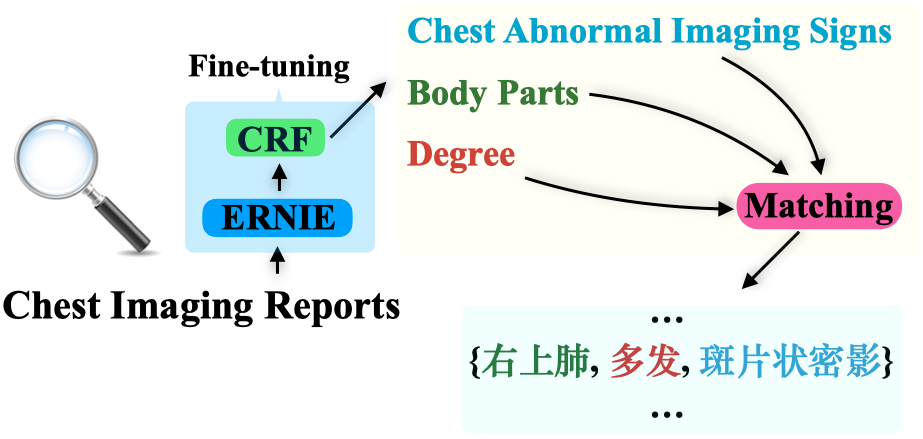 Chest Abnormal Imaging Signs
Fine-tuning
Body Parts
CRF
Degree
ERNIE
Matching
Chest Imaging Reports
...
{右上肺, 多发, 斑片状密影}
...